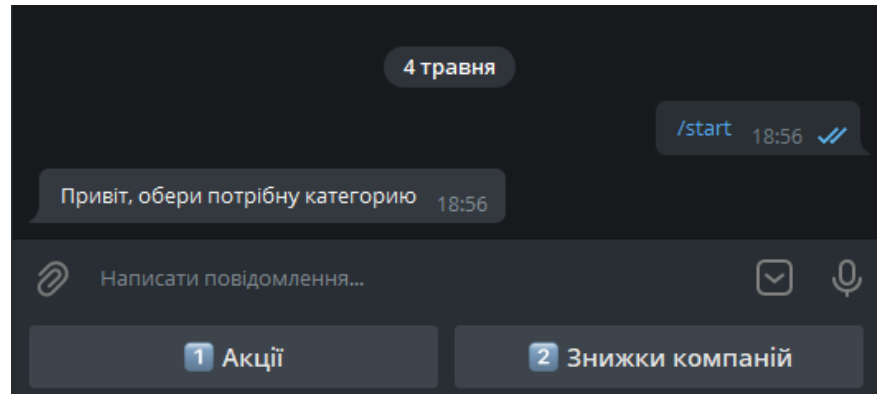 4 травня
/start 18:56
Привіт, обери потрібну категорию 18:56
Написати повідомлення...
1 Акції
2 Знижки компаній